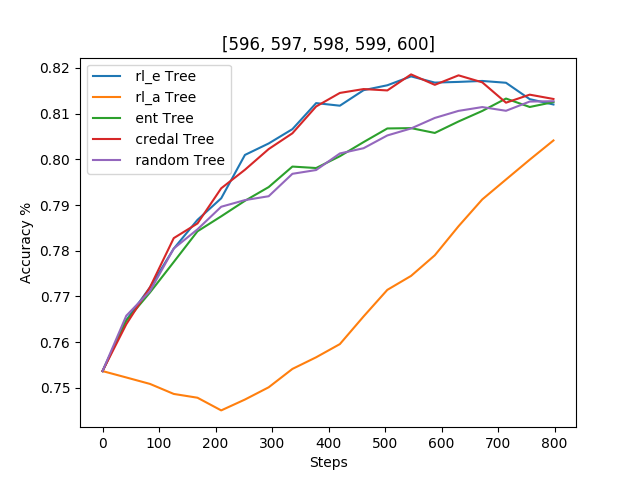 [596, 597, 598, 599, 600]
rl_e Tree
rl_a Tree
ent Tree
credal Tree
random Tree
Accuracy %
0.82
0.81
0.80
0.79
0.78
0.77
0.76
0.75
0 100 200 300 400 500 600 700 800
Steps